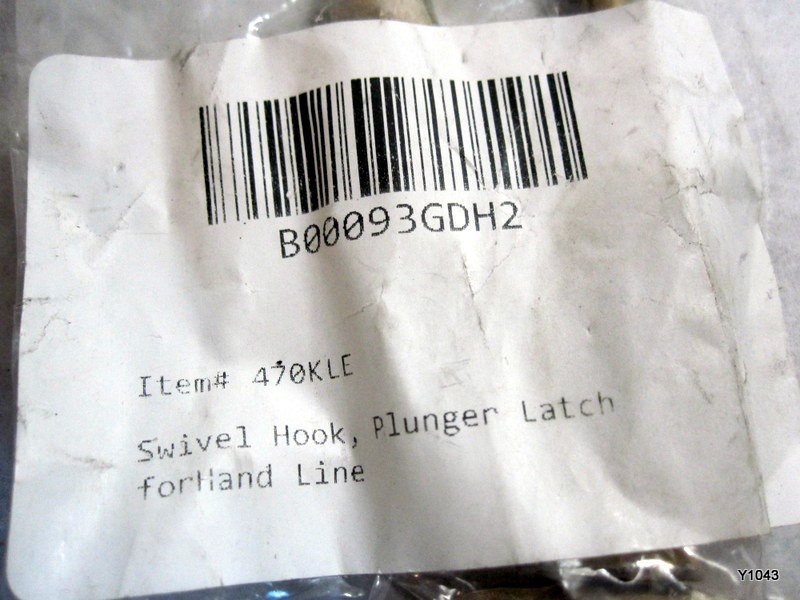 B00093GDH2
Item# 470KLE
Swivel Hook, Plunger Latch
forHand Line
Y1043